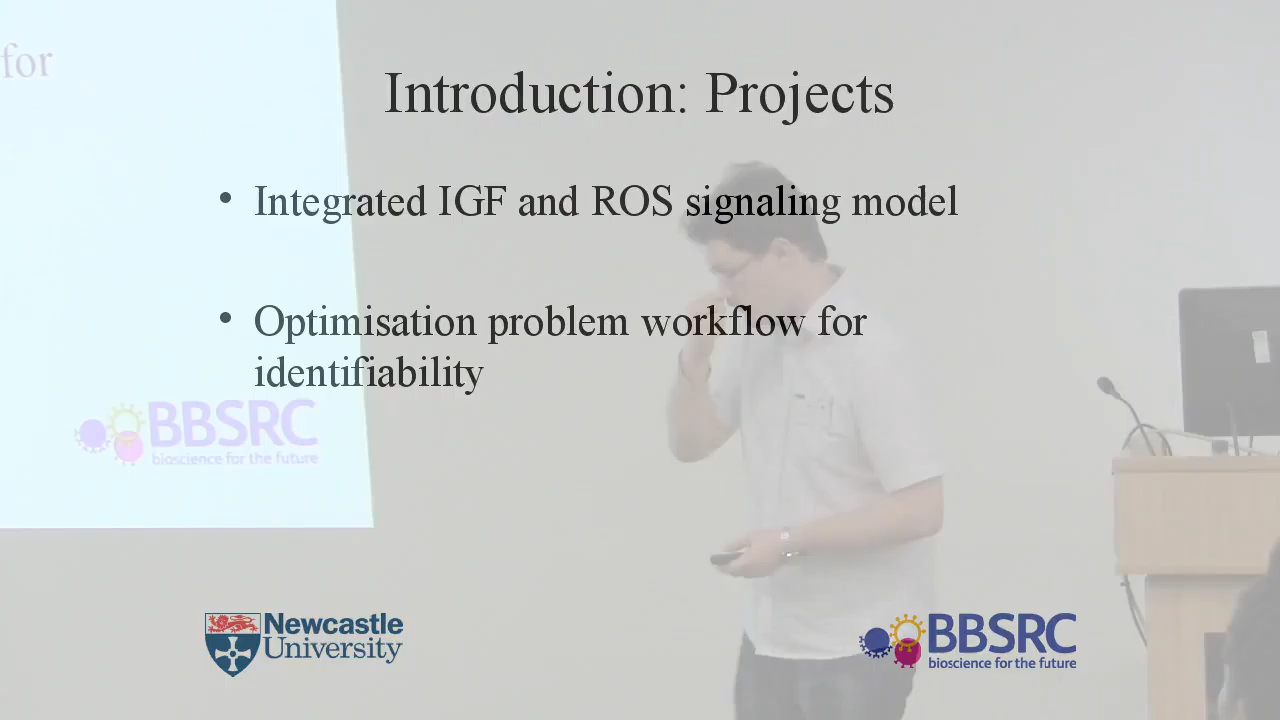 for
Introduction: Projects
• Integrated IGF and ROS signaling model
• Optimisation problem workflow for
identifiability
BBSRC
bioscience for the future
Newcastle
University
BBSRC
bioscience for the future